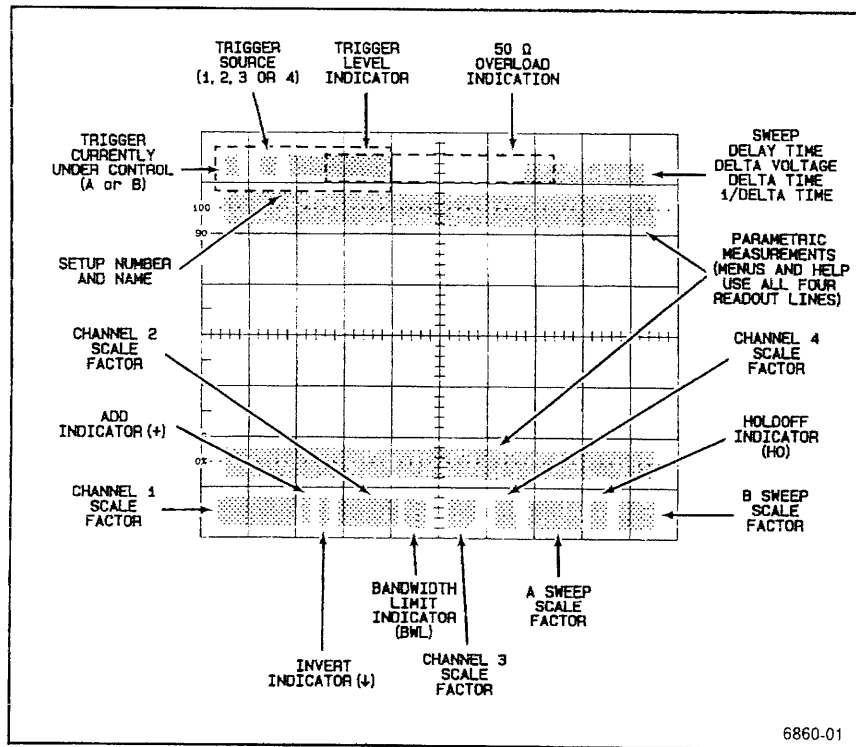 TRIGGER
SOURCE
(1, 2, 3 OR 4)
TRIGGER
LEVEL
INDICATOR
50 Ω
OVERLOAD
INDICATION
TRIGGER
CURRENTLY
UNDER CONTROL
(A or B)
SWEEP
DELAY TIME
DELTA VOLTAGE
DELTA TIME
1/DELTA TIME
100
90
SETUP NUMBER
AND NAME
PARAMETRIC
MEASUREMENTS
(MENUS AND HELP
USE ALL FOUR
READOUT LINES)
CHANNEL 2
SCALE
FACTOR
CHANNEL 4
SCALE
FACTOR
ADD
INDICATOR (+)
HOLDOFF
INDICATOR
(HO)
0%
CHANNEL 1
SCALE
FACTOR
B SWEEP
SCALE
FACTOR
BANDWIDTH
LIMIT
INDICATOR
(BWL)
A SWEEP
SCALE
FACTOR
INVERT
INDICATOR (↓)
CHANNEL 3
SCALE
FACTOR
6860-01